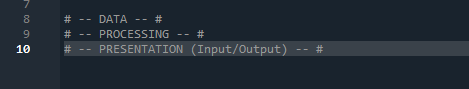 7
8 # -- DATA -- #
9 # -- PROCESSING -- #
10 # -- PRESENTATION (Input/Output) -- #